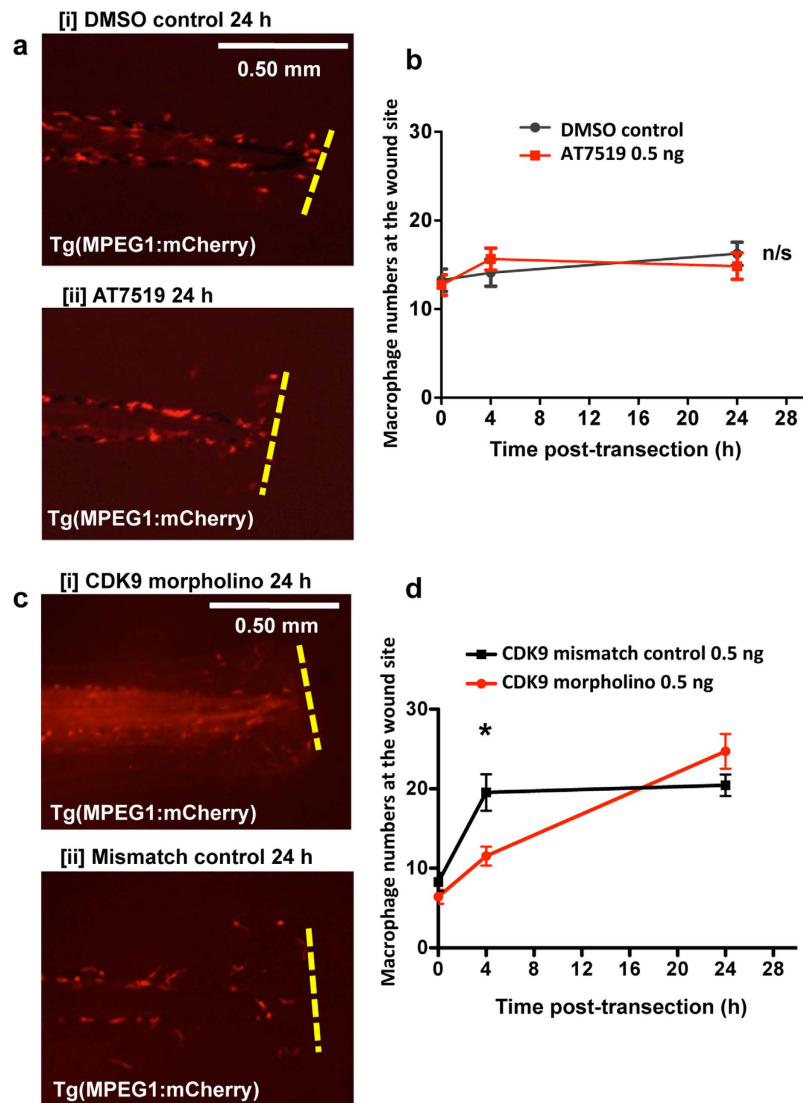 a
[i] DMSO control 24 h
0.50 mm
Tg(MPEG1:mCherry)
[ii] AT7519 24 h
Tg(MPEG1:mCherry)
b
DMSO control
AT7519 0.5 ng
n/s
Macrophage numbers at the wound site
30
20
10
0
0 4 8 12 16 20 24 28
Time post-transection (h)
c
[i] CDK9 morpholino 24 h
0.50 mm
Tg(MPEG1:mCherry)
[ii] Mismatch control 24 h
Tg(MPEG1:mCherry)
d
CDK9 mismatch control 0.5 ng
CDK9 morpholino 0.5 ng
*
Macrophage numbers at the wound site
30
20
10
0
0 4 8 12 16 20 24 28
Time post-transection (h)